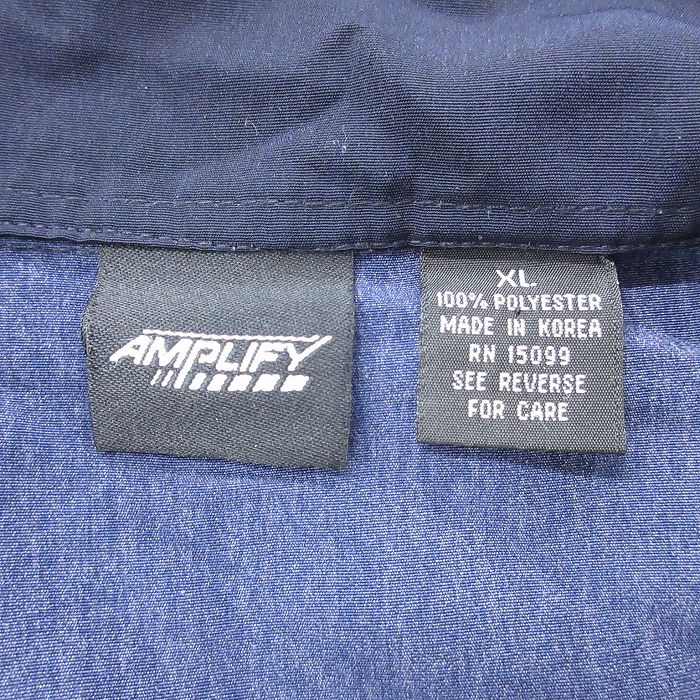 AMPLIFY
XL
100% POLYESTER
MADE IN KOREA
RN 15099
SEE REVERSE
FOR CARE